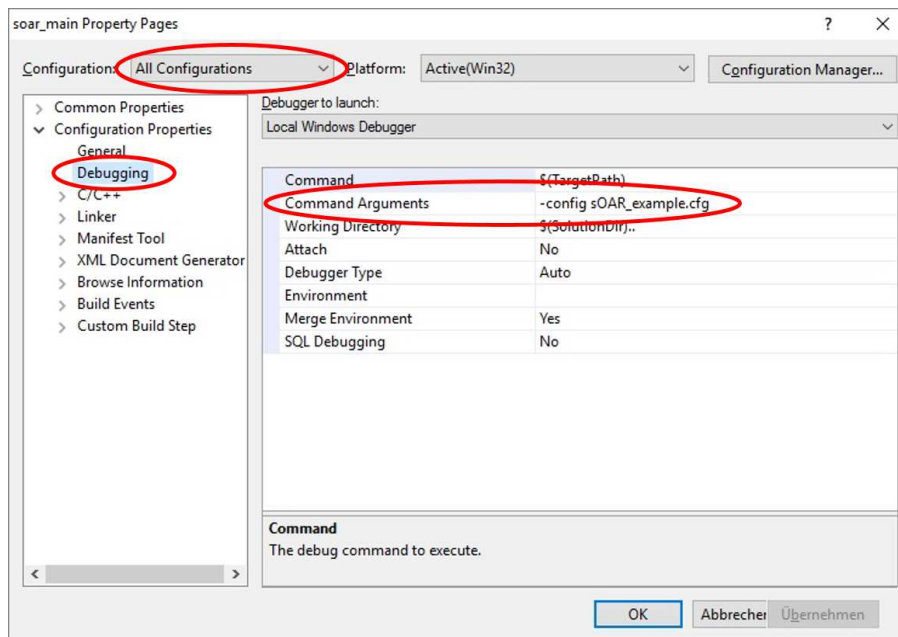 soar_main Property Pages ? ×
Configuration: All Configurations Platform: Active(Win32) Configuration Manager...
Common Properties
Configuration Properties
General
Debugging
C/C++
Linker
Manifest Tool
XML Document Generator
Browse Information
Build Events
Custom Build Step
Debugger to launch:
Local Windows Debugger
Command $(TargetPath)
Command Arguments -config sOAR_example.cfg
Working Directory $(SolutionDir)..
Attach No
Debugger Type Auto
Environment
Merge Environment Yes
SQL Debugging No
Command
The debug command to execute.
OK Abbrechen Übernehmen